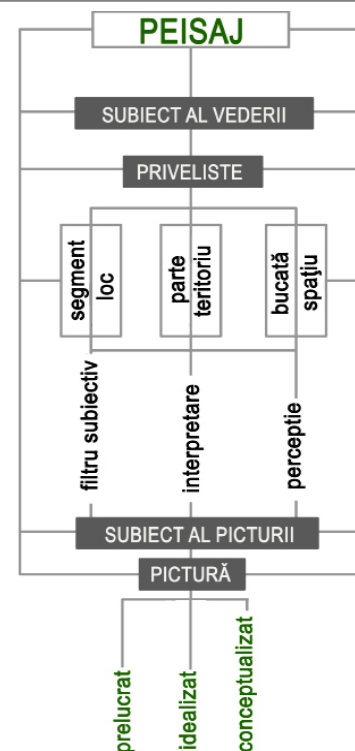 PEISAJ
SUBIECT AL VEDERII
PRIVELISTE
segment
loc
parte
teritoriu
bucată
spaţiu
filtru subiectiv
interpretare
perceptie
SUBIECT AL PICTURII
PICTURĂ
prelucrat
idealizat
conceptualizat